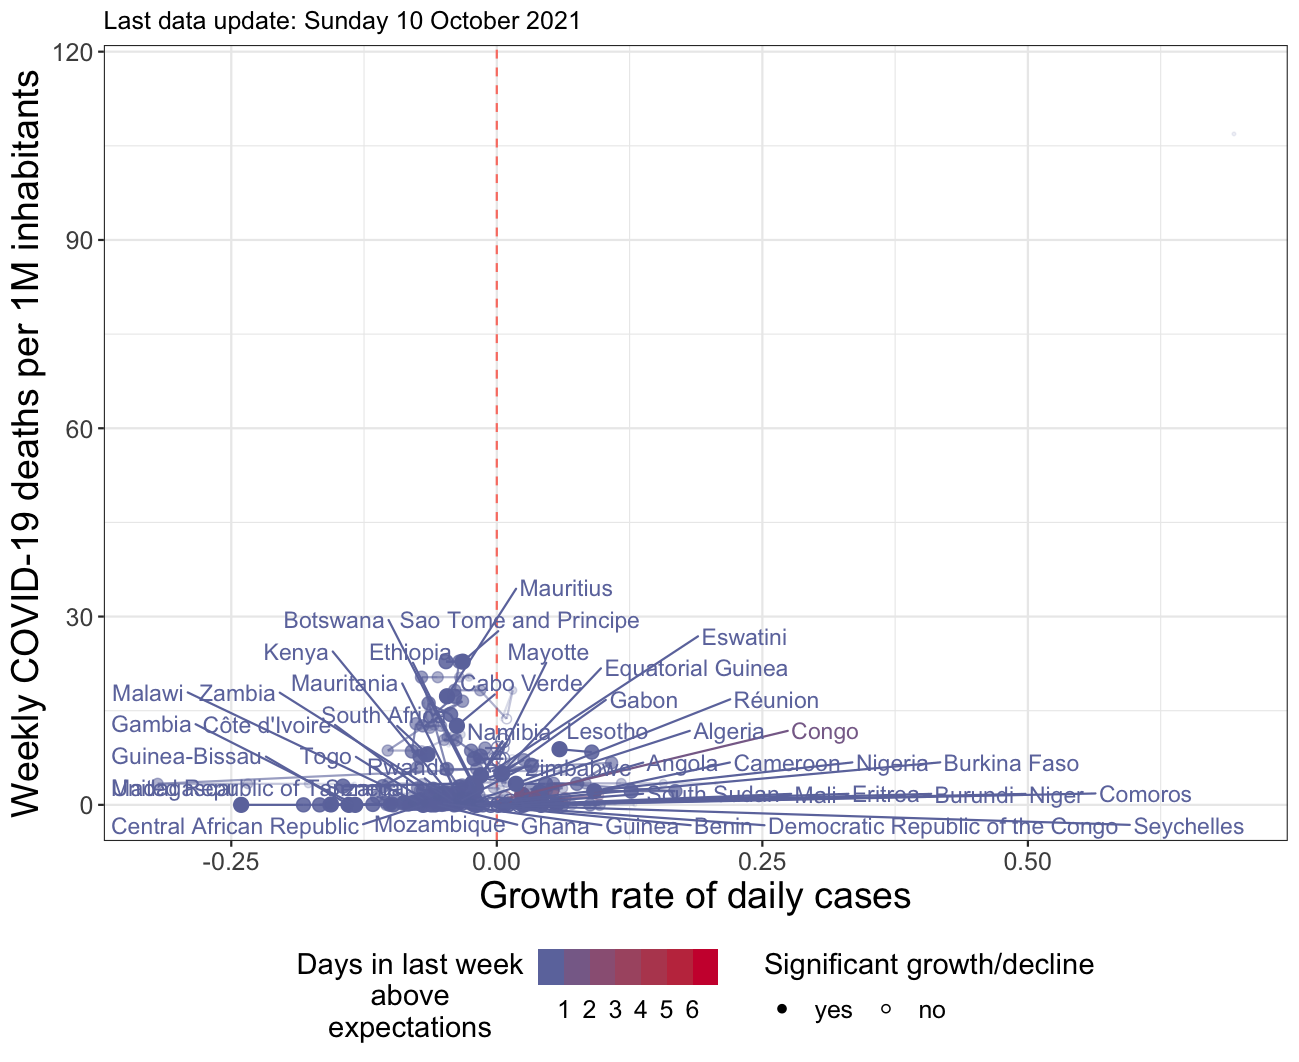 Last data update: Sunday 10 October 2021
Weekly COVID-19 deaths per 1M inhabitants
120
90
60
30
0
Mauritius
Botswana
Sao Tome and Principe
Eswatini
Kenya
Ethiopia
Mayotte
Equatorial Guinea
Mauritania
Cabo Verde
Malawi
Zambia
Gabon
Réunion
Gambia
Côte d'Ivoire
South Africa
Namibia
Lesotho
Algeria
Congo
Guinea-Bissau
Togo
Rwanda
Zimbabwe
Angola
Cameroon
Nigeria
Burkina Faso
South Sudan
Mali
Eritrea
Burundi
Niger
Comoros
Central African Republic
Mozambique
Ghana
Guinea
Benin
Democratic Republic of the Congo
Seychelles
-0.25
0.00
0.25
0.50
Growth rate of daily cases
Days in last week
above
expectations
1 2 3 4 5 6
Significant growth/decline
yes
no